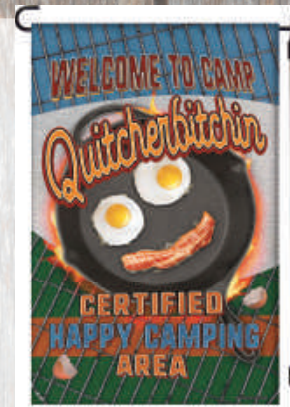 WELCOME TO CAMP
Quitcherbitchin
CERTIFIED
HAPPY CAMPING
AREA